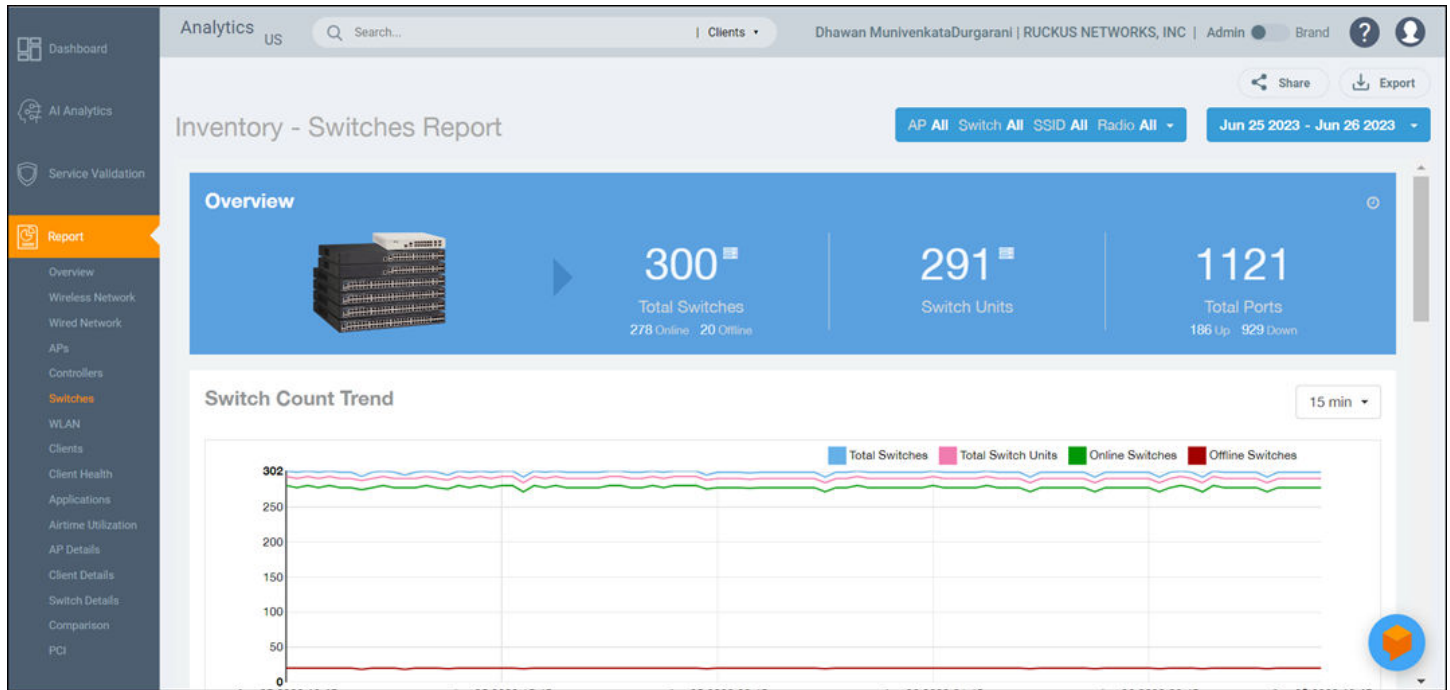 Analytics US
Search...
| Clients
Dhawan MunivenkataDurgarani | RUCKUS NETWORKS, INC | Admin Brand
?
Dashboard
AI Analytics
Service Validation
Report
Overview
Wireless Network
Wired Network
APs
Controllers
Switches
WLAN
Clients
Client Health
Applications
Airtime Utilization
AP Details
Client Details
Switch Details
Comparison
PCI
Share Export
Inventory - Switches Report
AP All Switch All SSID All Radio All
Jun 25 2023 - Jun 26 2023
Overview
300
Total Switches
278 Online 20 Offline
291
Switch Units
1121
Total Ports
186 Up 929 Down
Switch Count Trend
15 min
Total Switches Total Switch Units Online Switches Offline Switches
302
250
200
150
100
50
0